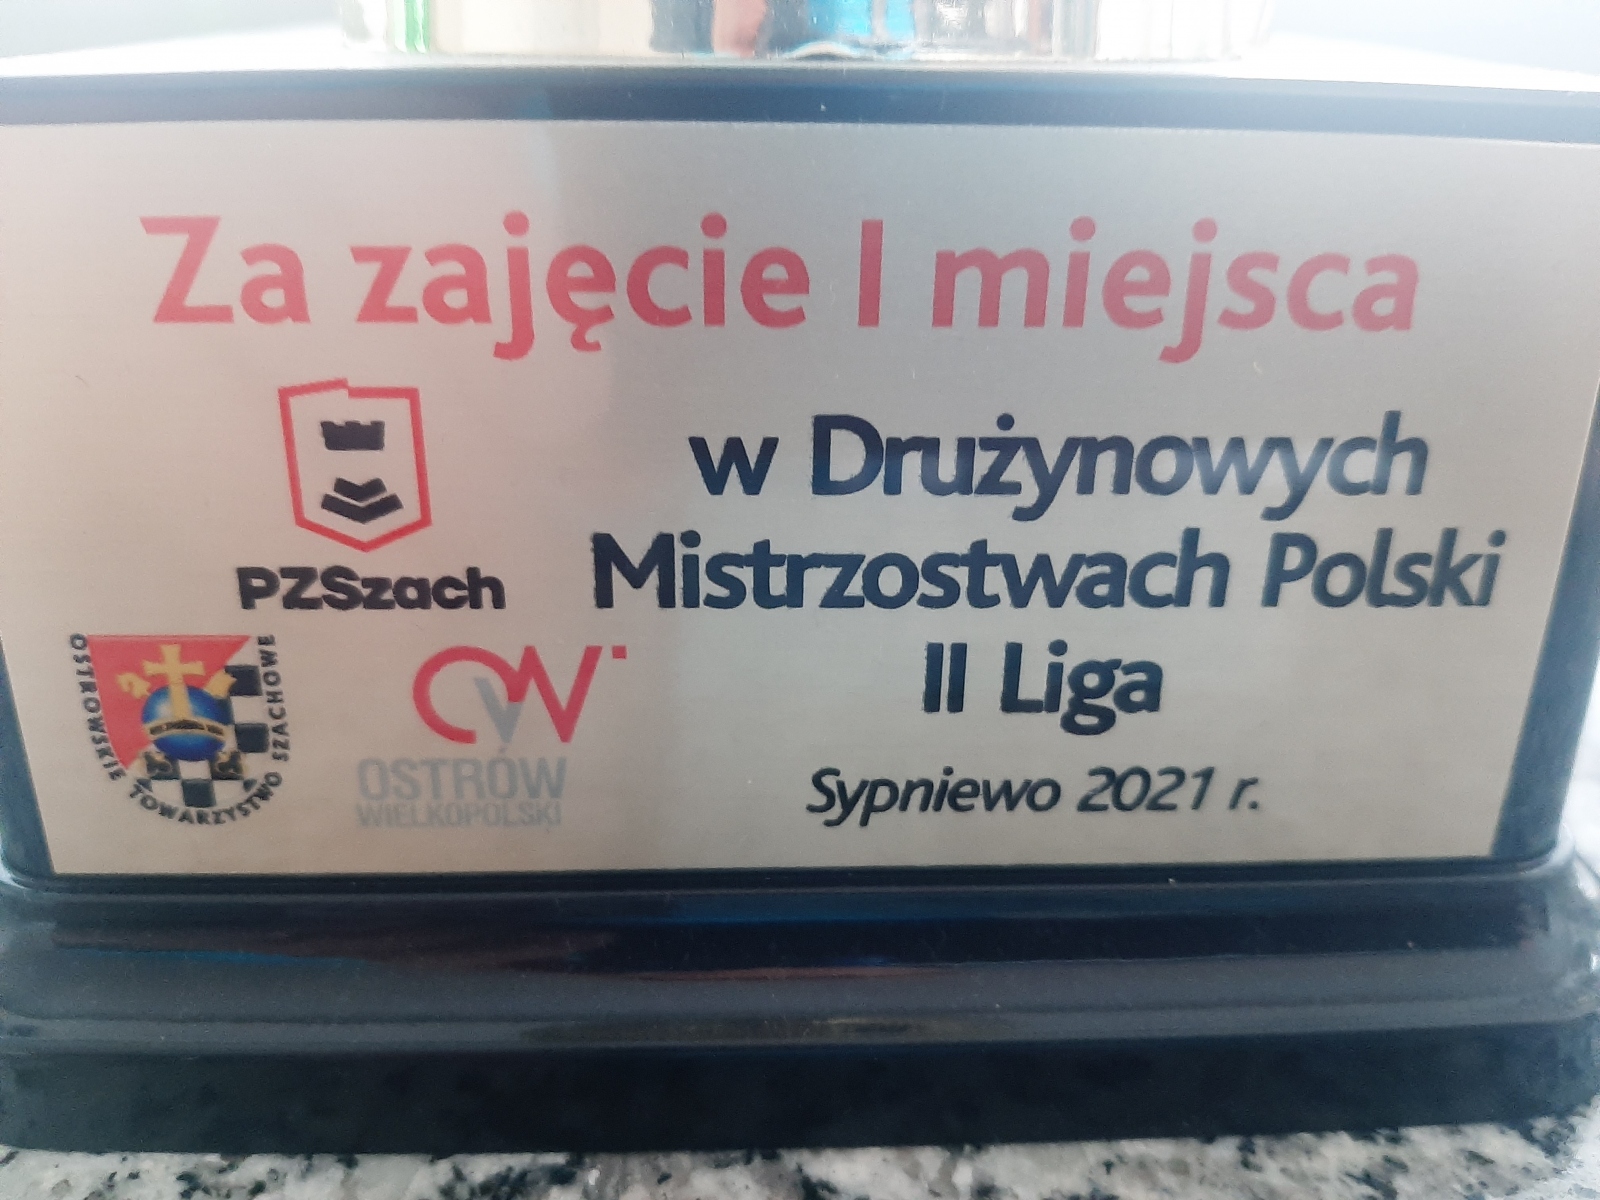 Za zajęcie I miejsca
w Drużynowych
Mistrzostwach Polski
II Liga
Sypniewo 2021 r.
PZSzach
OSTROWSKIE TOWARZYSTWO SZACHOWE
OSTRÓW
WIELKOPOLSKI